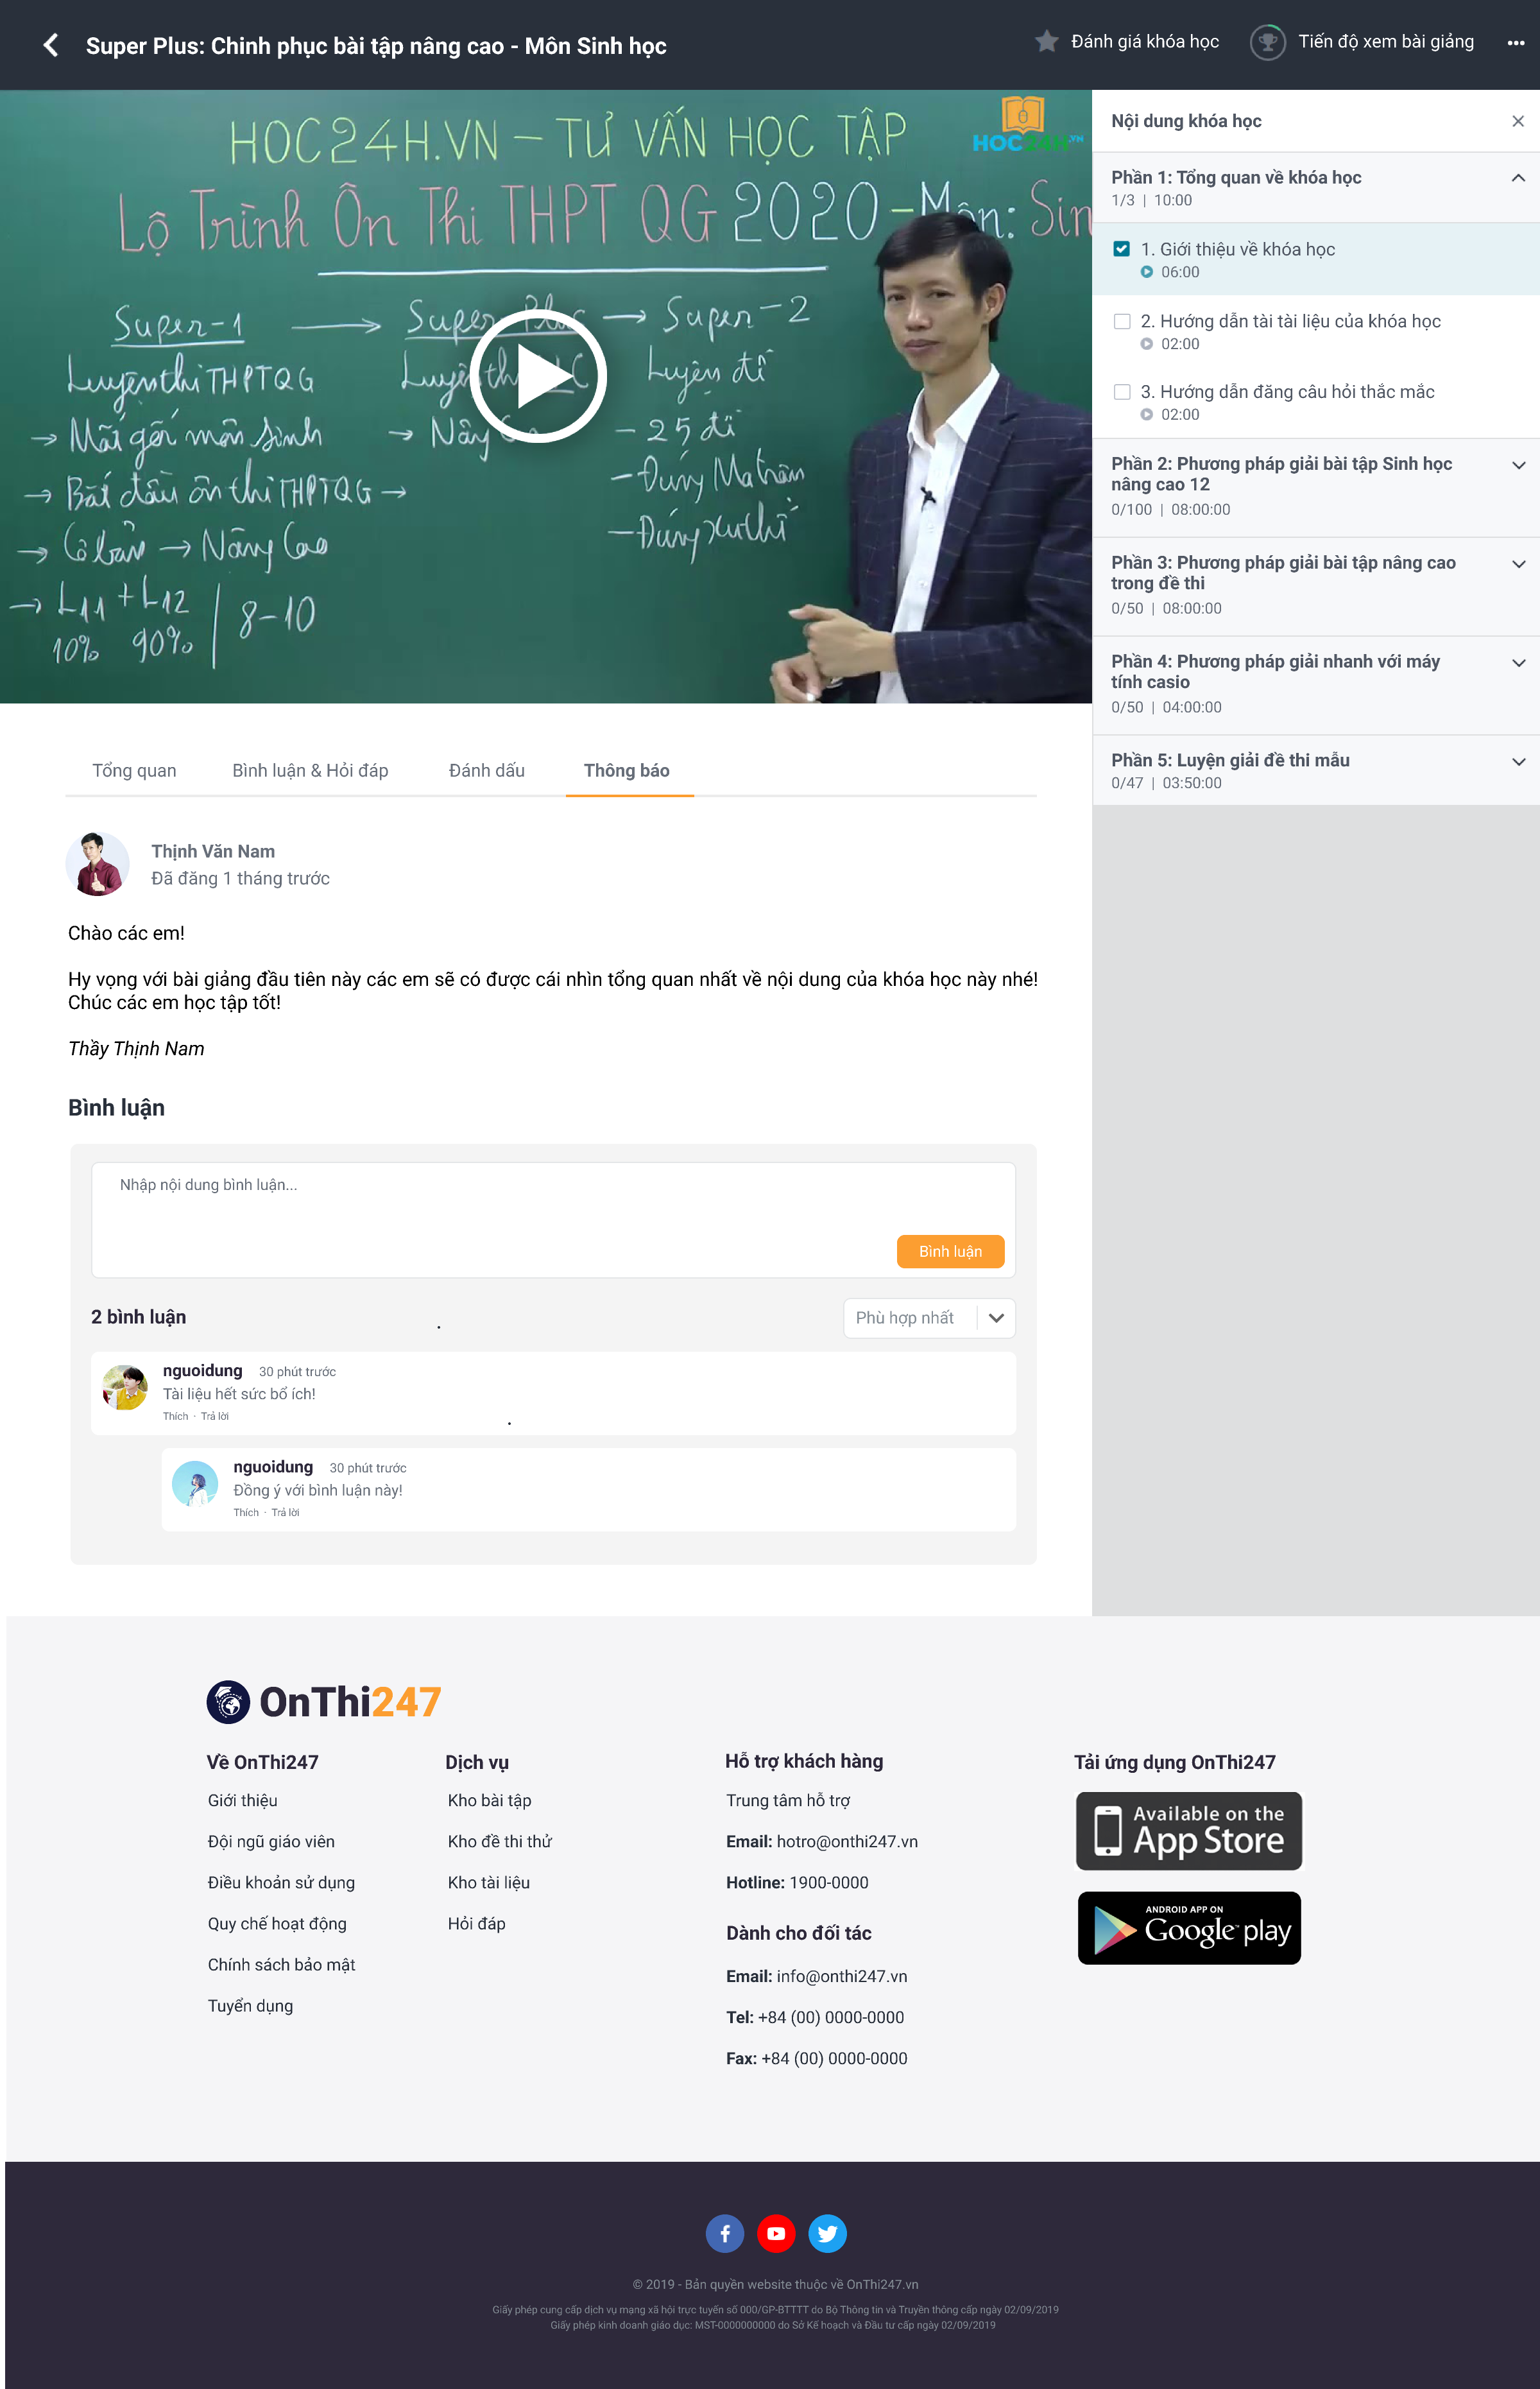 Super Plus: Chinh phục bài tập nâng cao - Môn Sinh học
Đánh giá khóa học
Tiến độ xem bài giảng
HOC24H.VN – TƯ VẤN HỌC TẬP
HOC24H.VN
Lộ Trình Ôn Thi THPT QG 2020 – Môn: Sin
Super-1 → Super-Plus → Super-2
Luyện thi THPTQG
Luyện đề
→ Mất gốc môn Sinh
→ Nâng
- 25 đề
→ Bắt đầu ôn thi THPTQG →
- Đúng Ma trận
→ Cơ bản → Nâng Cao
- Đúng xu thế
→ L11 + L12 | 8-10
10% 90%
Nội dung khóa học
Phần 1: Tổng quan về khóa học
1/3 | 10:00
1. Giới thiệu về khóa học
06:00
2. Hướng dẫn tài tài liệu của khóa học
02:00
3. Hướng dẫn đăng câu hỏi thắc mắc
02:00
Phần 2: Phương pháp giải bài tập Sinh học
nâng cao 12
0/100 | 08:00:00
Phần 3: Phương pháp giải bài tập nâng cao
trong đề thi
0/50 | 08:00:00
Phần 4: Phương pháp giải nhanh với máy
tính casio
0/50 | 04:00:00
Phần 5: Luyện giải đề thi mẫu
0/47 | 03:50:00
Tổng quan
Bình luận & Hỏi đáp
Đánh dấu
Thông báo
Thịnh Văn Nam
Đã đăng 1 tháng trước
Chào các em!
Hy vọng với bài giảng đầu tiên này các em sẽ có được cái nhìn tổng quan nhất về nội dung của khóa học này nhé!
Chúc các em học tập tốt!
Thầy Thịnh Nam
Bình luận
Nhập nội dung bình luận...
Bình luận
2 bình luận
Phù hợp nhất
nguoidung 30 phút trước
Tài liệu hết sức bổ ích!
Thích · Trả lời
nguoidung 30 phút trước
Đồng ý với bình luận này!
Thích · Trả lời
OnThi247
Về OnThi247
Giới thiệu
Đội ngũ giáo viên
Điều khoản sử dụng
Quy chế hoạt động
Chính sách bảo mật
Tuyển dụng
Dịch vụ
Kho bài tập
Kho đề thi thử
Kho tài liệu
Hỏi đáp
Hỗ trợ khách hàng
Trung tâm hỗ trợ
Email: hotro@onthi247.vn
Hotline: 1900-0000
Dành cho đối tác
Email: info@onthi247.vn
Tel: +84 (00) 0000-0000
Fax: +84 (00) 0000-0000
Tải ứng dụng OnThi247
Available on the
App Store
ANDROID APP ON
Google play
© 2019 - Bản quyền website thuộc về OnThi247.vn
Giấy phép cung cấp dịch vụ mạng xã hội trực tuyến số 000/GP-BTTTT do Bộ Thông tin và Truyền thông cấp ngày 02/09/2019
Giấy phép kinh doanh giáo dục: MST-0000000000 do Sở Kế hoạch và Đầu tư cấp ngày 02/09/2019